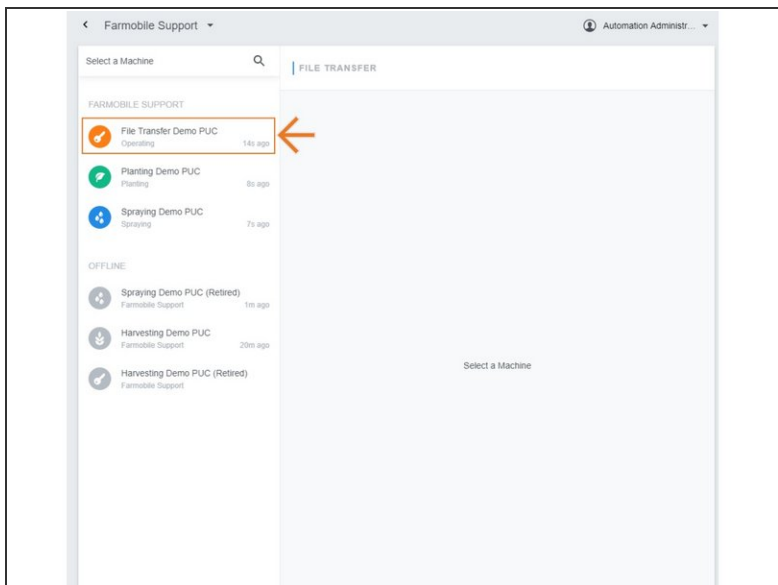 Farmobile Support
Automation Administr...
Select a Machine
FILE TRANSFER
FARMOBILE SUPPORT
File Transfer Demo PUC
Operating 14s ago
Planting Demo PUC
Planting 8s ago
Spraying Demo PUC
Spraying 7s ago
OFFLINE
Spraying Demo PUC (Retired)
Farmobile Support 1m ago
Harvesting Demo PUC
Farmobile Support 20m ago
Harvesting Demo PUC (Retired)
Farmobile Support
Select a Machine